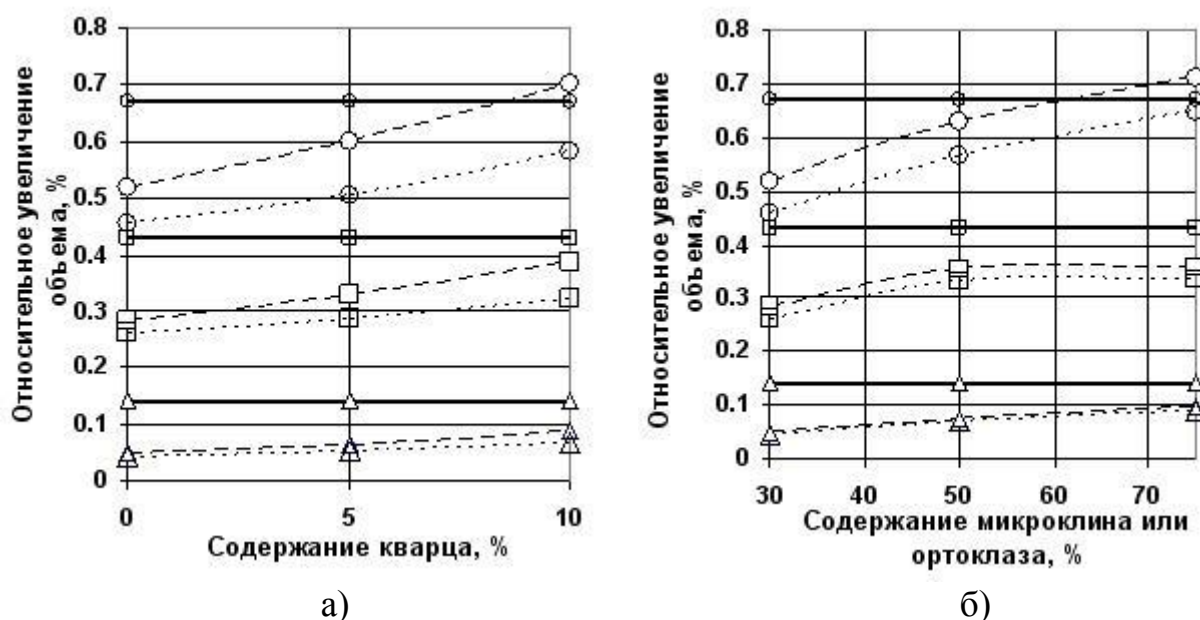 Относительное увеличение
объема, %
0.8
0.7
0.6
0.5
0.4
0.3
0.2
0.1
0
0 5 10
Содержание кварца, %
а)
Относительное увеличение
объема, %
0.8
0.7
0.6
0.5
0.4
0.3
0.2
0.1
0
30 40 50 60 70
Содержание микроклина или
ортоклаза, %
б)